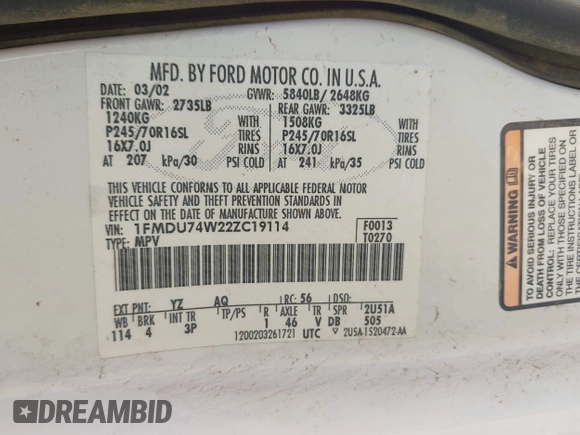 MFD. BY FORD MOTOR CO. IN U.S.A.
DATE: 03/02 GVWR: 5840LB/ 2648KG
FRONT GAWR: 2735LB REAR GAWR: 3325LB
1240KG WITH 1508KG WITH
P245/70R16SL TIRES P245/70R16SL TIRES
16X7.0J RIMS 16X7.0J RIMS
AT 207 kPa/30 PSI COLD AT 241 kPa/35 PSI COLD
THIS VEHICLE CONFORMS TO ALL APPLICABLE FEDERAL MOTOR
VEHICLE SAFETY AND THEFT PREVENTION STANDARDS IN
EFFECT ON THE DATE OF MANUFACTURE SHOWN ABOVE.
VIN: 1FMDU74W22ZC19114 F0013
TYPE: MPV T0270
EXT PNT: YZ AQ RC: 56 DSO:
WB BRK INT TR TP/PS R AXLE TR SPR 2U51A
114 4 3P 1 46 V DB 505
1200203261721 UTC 2U5A-1520472-AA
WARNING
TO AVOID SERIOUS INJURY OR
DEATH FROM LOSS OF VEHICLE
CONTROL: REPLACE TIRES
WITH THOSE SPECIFIED ON
THE TIRE INSTRUCTIONS LABEL OR
DREAMBID